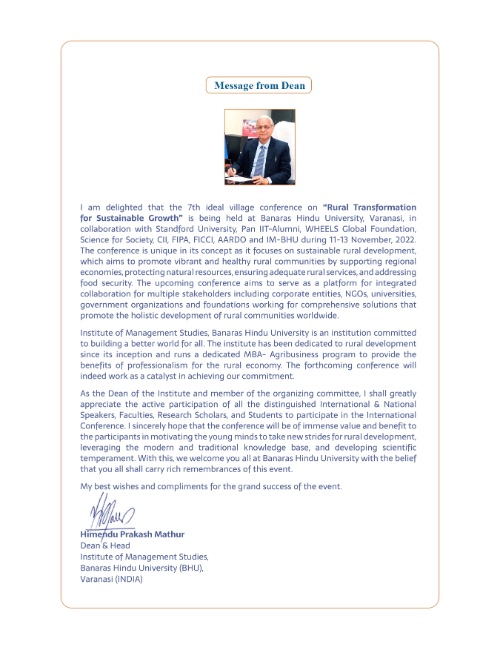 Message from Dean
I am delighted that the 7th ideal village conference on “Rural Transformation
for Sustainable Growth” is being held at Banaras Hindu University, Varanasi, in
collaboration with Standford University, Pan IIT-Alumni, WHEELS Global Foundation,
Science for Society, CII, FIPA, FICCI, AARDO and IM-BHU during 11-13 November, 2022.
The conference is unique in its concept as it focuses on sustainable rural development,
which aims to promote vibrant and healthy rural communities by supporting regional
economies, protecting natural resources, ensuring adequate rural services, and addressing
food security. The upcoming conference aims to serve as a platform for integrated
collaboration for multiple stakeholders including corporate entities, NGOs, universities,
government organizations and foundations working for comprehensive solutions that
promote the holistic development of rural communities worldwide.
Institute of Management Studies, Banaras Hindu University is an institution committed
to building a better world for all. The institute has been dedicated to rural development
since its inception and runs a dedicated MBA- Agribusiness program to provide the
benefits of professionalism for the rural economy. The forthcoming conference will
indeed work as a catalyst in achieving our commitment.
As the Dean of the Institute and member of the organizing committee, I shall greatly
appreciate the active participation of all the distinguished International & National
Speakers, Faculties, Research Scholars, and Students to participate in the International
Conference. I sincerely hope that the conference will be of immense value and benefit to
the participants in motivating the young minds to take new strides for rural development,
leveraging the modern and traditional knowledge base, and developing scientific
temperament. With this, we welcome you all at Banaras Hindu University with the belief
that you all shall carry rich remembrances of this event.
My best wishes and compliments for the grand success of the event.
Himendu Prakash Mathur
Dean & Head
Institute of Management Studies,
Banaras Hindu University (BHU),
Varanasi (INDIA)